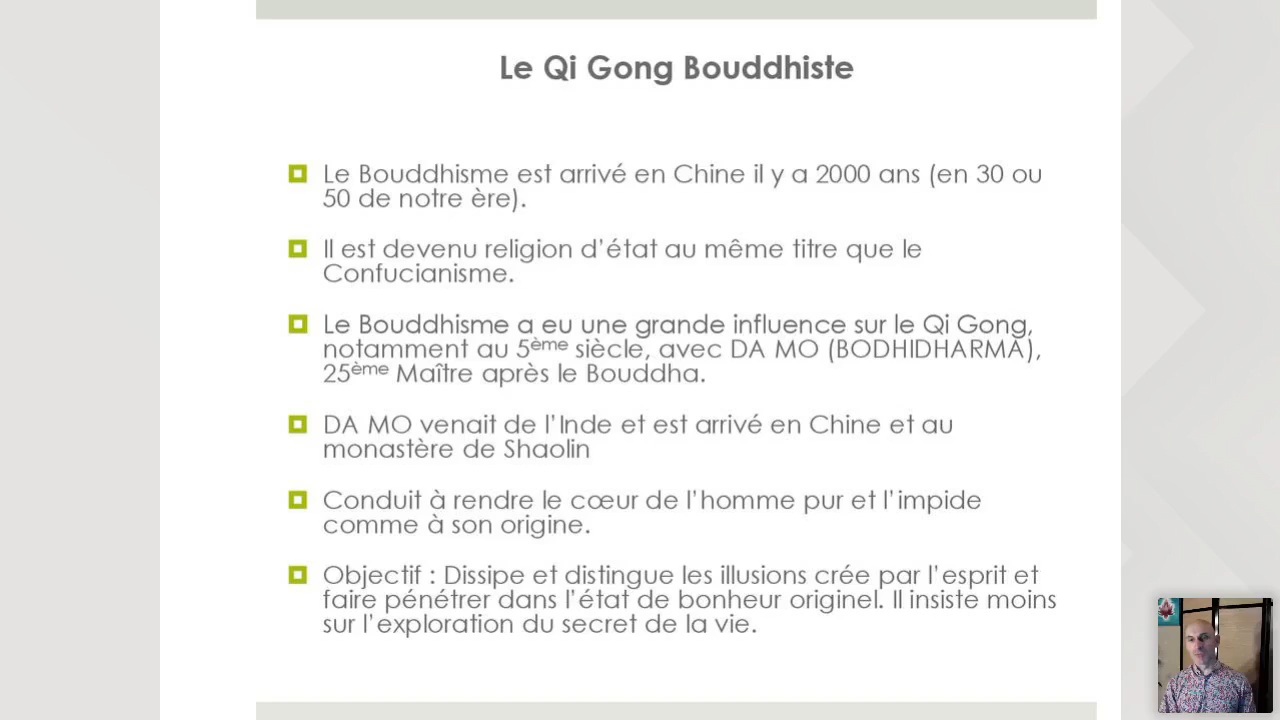 Le Qi Gong Bouddhiste
Le Bouddhisme est arrivé en Chine il y a 2000 ans (en 30 ou
50 de notre ère).
Il est devenu religion d’état au même titre que le
Confucianisme.
Le Bouddhisme a eu une grande influence sur le Qi Gong,
notamment au 5ème siècle, avec DA MO (BODHIDHARMA),
25ème Maître après le Bouddha.
DA MO venait de l’Inde et est arrivé en Chine et au
monastère de Shaolin
Conduit à rendre le cœur de l’homme pur et l’impide
comme à son origine.
Objectif : Dissipe et distingue les illusions crée par l’esprit et
faire pénétrer dans l’état de bonheur originel. Il insiste moins
sur l’exploration du secret de la vie.